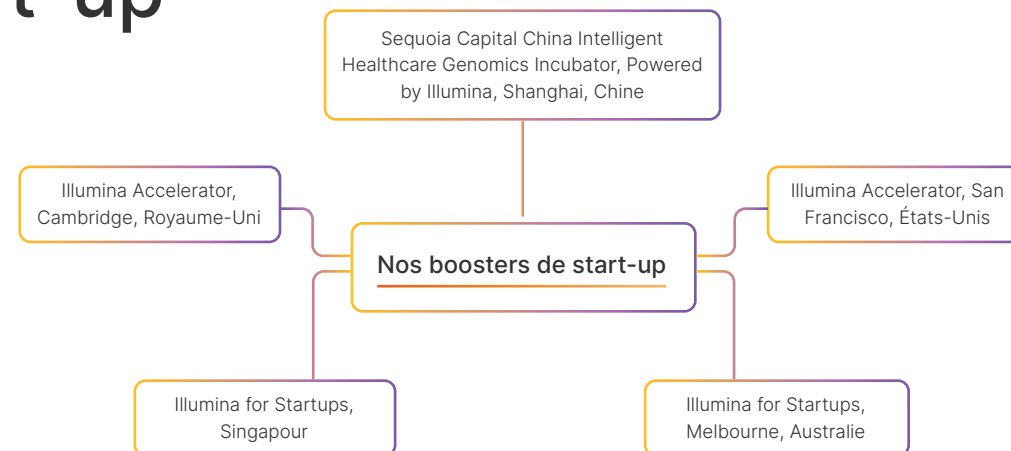 t-up
Sequoia Capital China Intelligent
Healthcare Genomics Incubator, Powered
by Illumina, Shanghai, Chine
Illumina Accelerator,
Cambridge, Royaume-Uni
Illumina Accelerator, San
Francisco, États-Unis
Nos boosters de start-up
Illumina for Startups,
Singapour
Illumina for Startups,
Melbourne, Australie